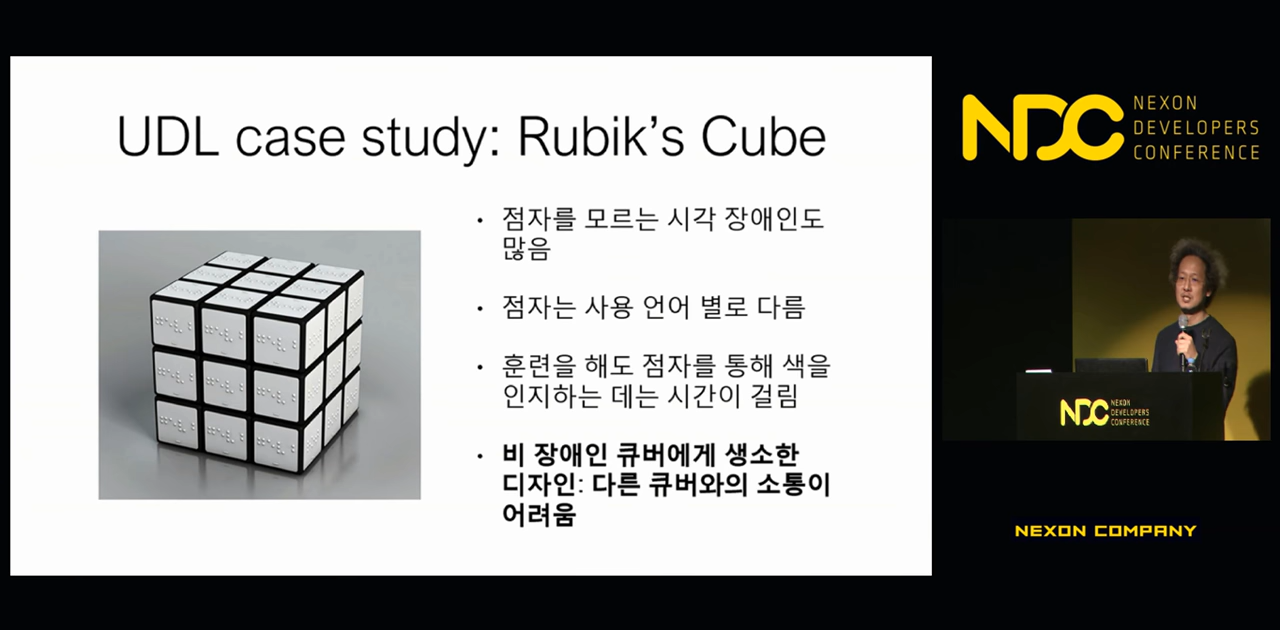 UDL case study: Rubik’s Cube
• 점자를 모르는 시각 장애인도
많음
• 점자는 사용 언어 별로 다름
• 훈련을 해도 점자를 통해 색을
인지하는 데는 시간이 걸림
• 비 장애인 큐버에게 생소한
디자인: 다른 큐버와의 소통이
어려움
NDC
NEXON
DEVELOPERS
CONFERENCE
NDC
NEXON
DEVELOPERS
CONFERENCE
NEXON COMPANY